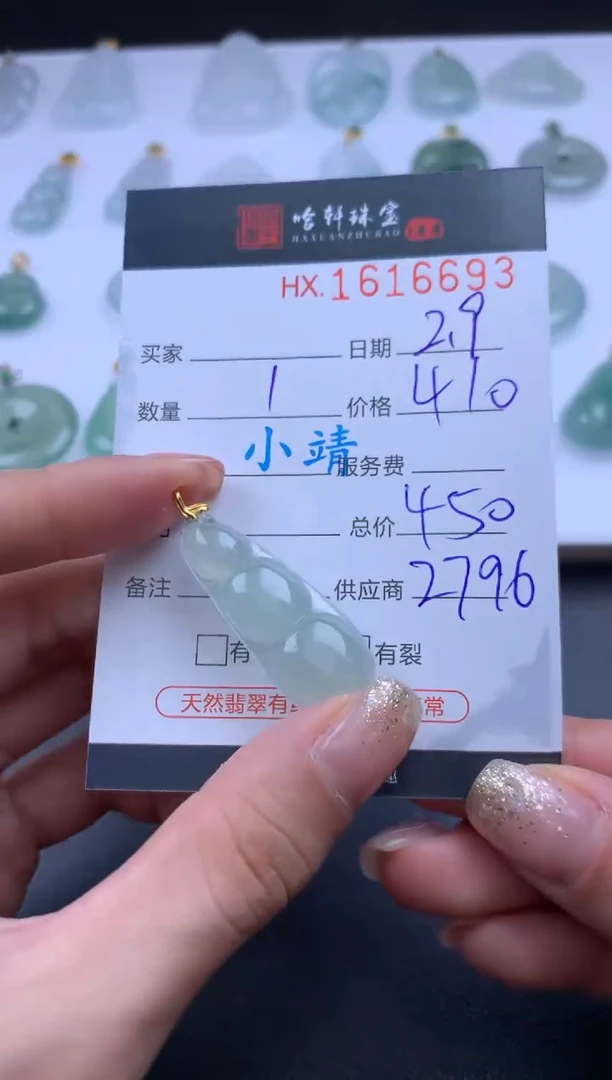 哈轩珠宝
HAXUANZHUBAO
HX.1616693
买家 日期 2.9
数量 1 价格 410
小靖 服务费
总价 450
备注 供应商 2796
有 有裂
天然翡翠有 常